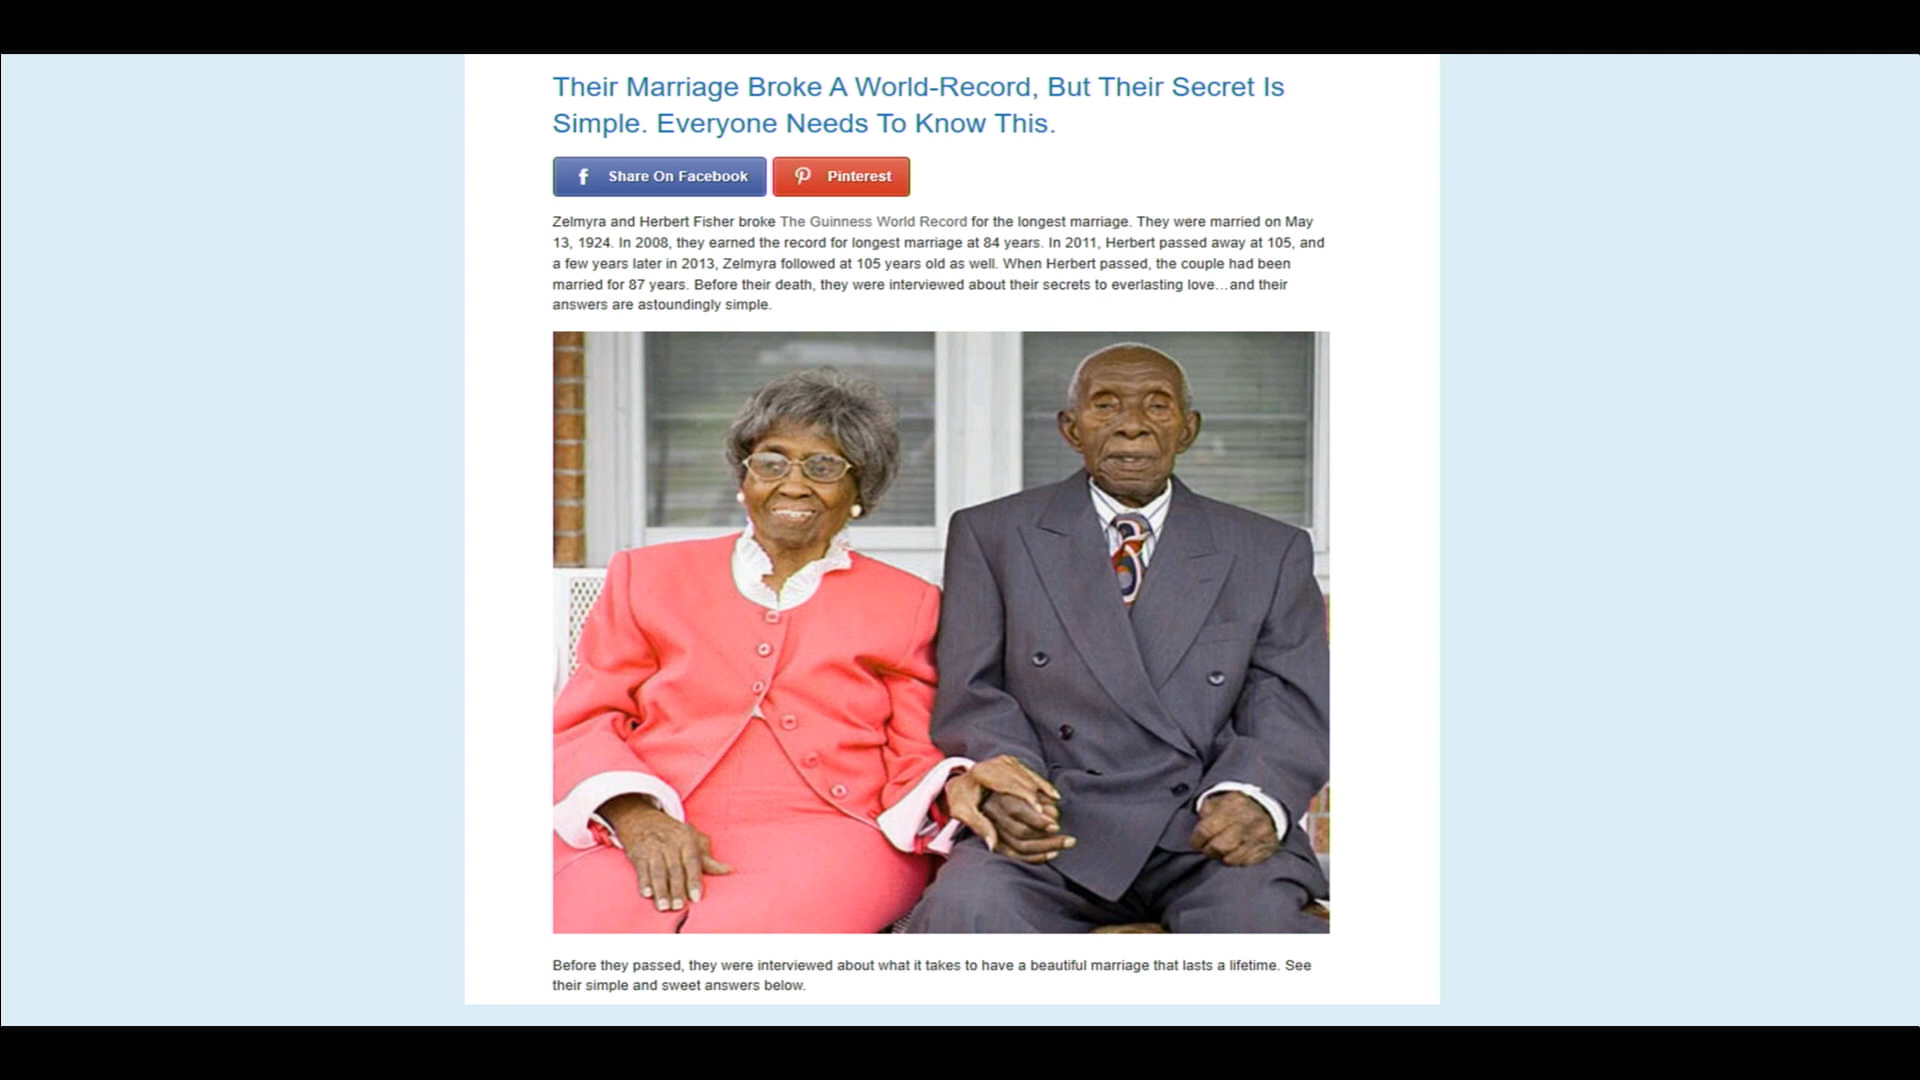 Their Marriage Broke A World-Record, But Their Secret Is
Simple. Everyone Needs To Know This.
f Share On Facebook
Pinterest
Zelmyra and Herbert Fisher broke The Guinness World Record for the longest marriage. They were married on May
13, 1924. In 2008, they earned the record for longest marriage at 84 years. In 2011, Herbert passed away at 105, and
a few years later in 2013, Zelmyra followed at 105 years old as well. When Herbert passed, the couple had been
married for 87 years. Before their death, they were interviewed about their secrets to everlasting love…and their
answers are astoundingly simple.
Before they passed, they were interviewed about what it takes to have a beautiful marriage that lasts a lifetime. See
their simple and sweet answers below.